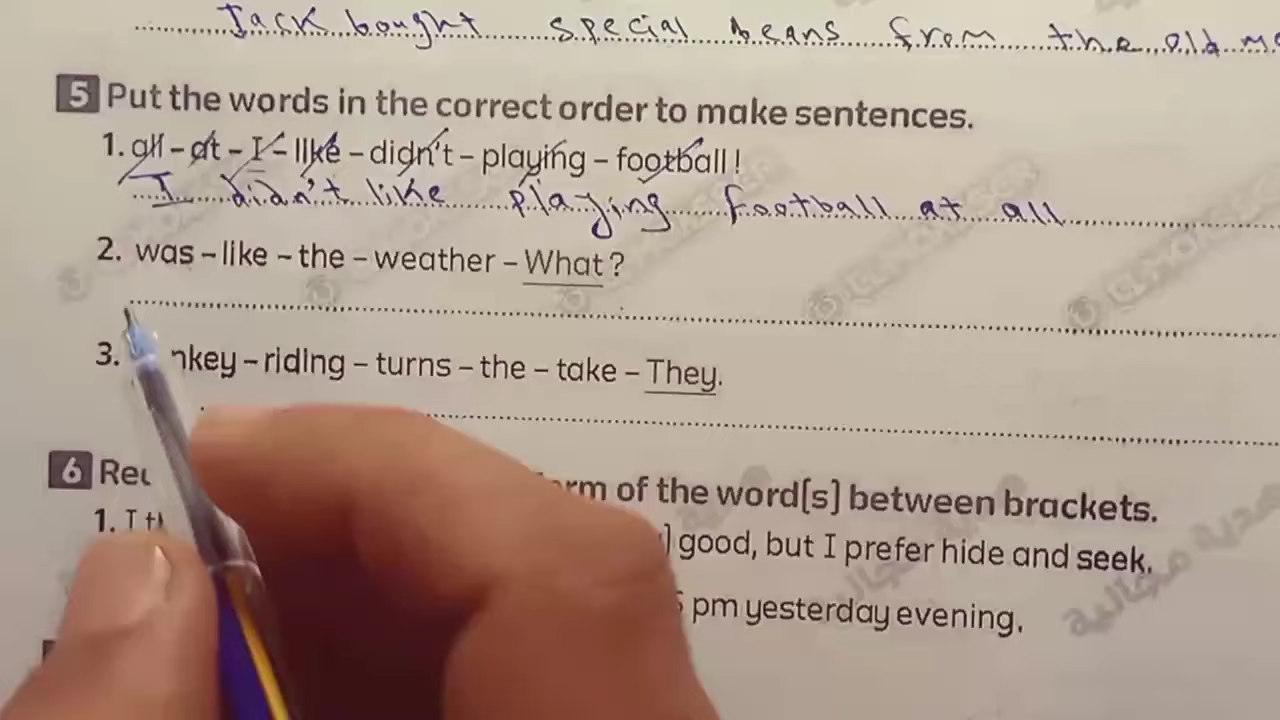 Jack bought special beans from the old
5 Put the words in the correct order to make sentences.
1. all – at – I – like – didn't – playing – football!
I didn't like playing football at all
2. was – like – the – weather – What?
3. – riding – turns – the – take – They.
6 of the word[s] between brackets.
1. I good, but I prefer hide and seek.
pm yesterday evening.